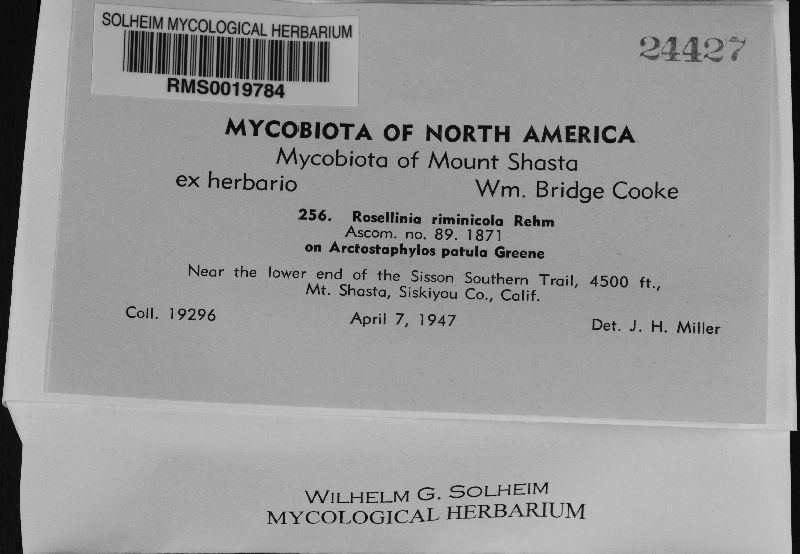 SOLHEIM MYCOLOGICAL HERBARIUM
RMS0019784
24427
MYCOBIOTA OF NORTH AMERICA
Mycobiota of Mount Shasta
ex herbario Wm. Bridge Cooke
256. Rosellinia riminicola Rehm
Ascom. no. 89. 1871
on Arctostaphylos patula Greene
Near the lower end of the Sisson Southern Trail, 4500 ft.,
Mt. Shasta, Siskiyou Co., Calif.
Coll. 19296 April 7, 1947 Det. J. H. Miller
WILHELM G. SOLHEIM
MYCOLOGICAL HERBARIUM